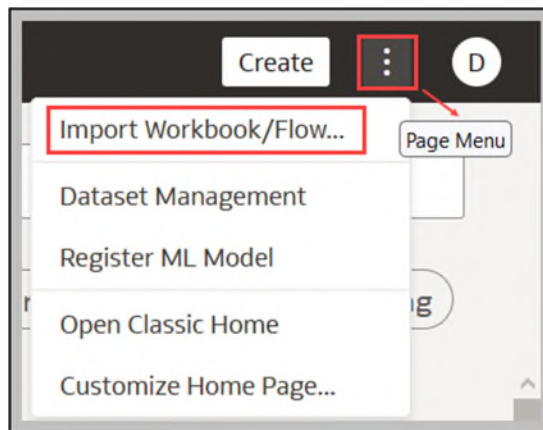 Create
D
Import Workbook/Flow...
Page Menu
Dataset Management
Register ML Model
Open Classic Home
Customize Home Page...